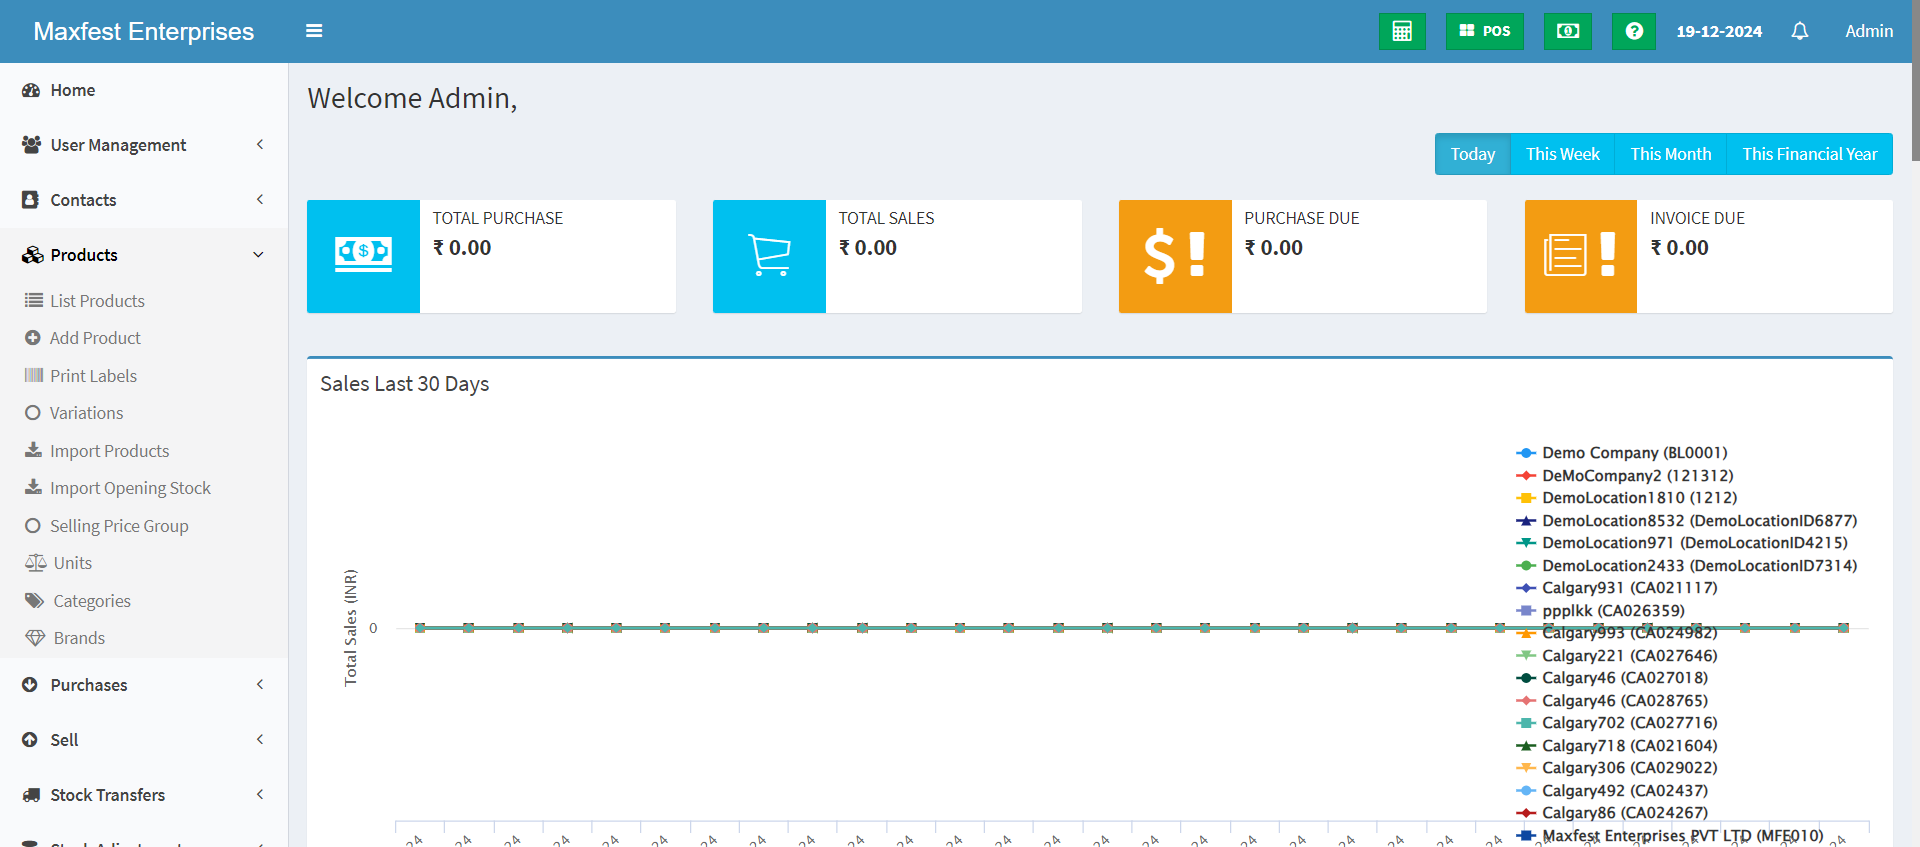 Maxfest Enterprises
POS
19-12-2024
Admin
Home
User Management
Contacts
Products
List Products
Add Product
Print Labels
Variations
Import Products
Import Opening Stock
Selling Price Group
Units
Categories
Brands
Purchases
Sell
Stock Transfers
Welcome Admin,
Today
This Week
This Month
This Financial Year
TOTAL PURCHASE
₹ 0.00
TOTAL SALES
₹ 0.00
PURCHASE DUE
₹ 0.00
INVOICE DUE
₹ 0.00
Sales Last 30 Days
Total Sales (INR)
0
Demo Company (BL0001)
DeMoCompany2 (121312)
DemoLocation1810 (1212)
DemoLocation8532 (DemoLocationID6877)
DemoLocation971 (DemoLocationID4215)
DemoLocation2433 (DemoLocationID7314)
Calgary931 (CA021117)
ppplkk (CA026359)
Calgary993 (CA024982)
Calgary221 (CA027646)
Calgary46 (CA027018)
Calgary46 (CA028765)
Calgary702 (CA027716)
Calgary718 (CA021604)
Calgary306 (CA029022)
Calgary492 (CA02437)
Calgary86 (CA024267)
Maxfest Enterprises PVT LTD (MFE010)